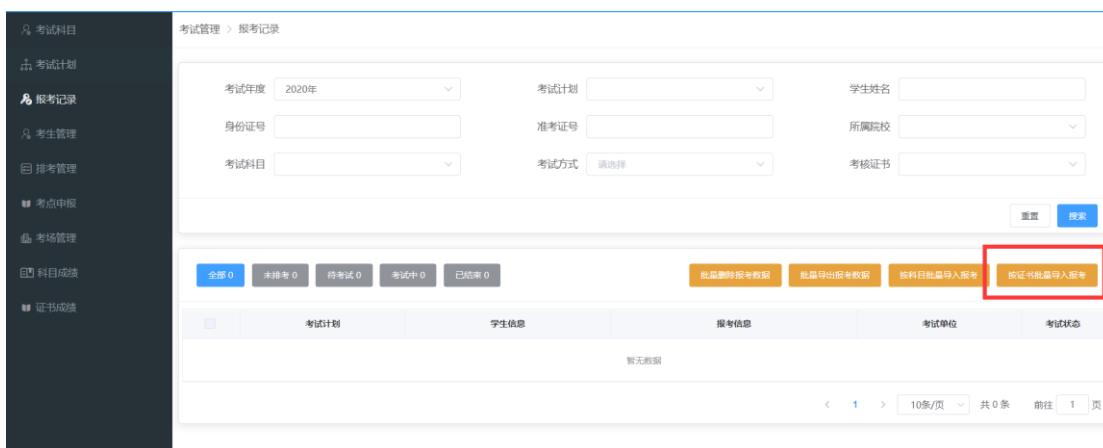 考试科目
考试计划
报考记录
考生管理
排考管理
考点申报
考场管理
科目成绩
证书成绩
考试管理 > 报考记录
考试年度 2020年 考试计划 学生姓名
身份证号 准考证号 所属院校
考试科目 考试方式 请选择 考核证书
重置 搜索
全部 0 未排考 0 待考试 0 考试中 0 已结束 0 批量删除报考数据 批量导出报考数据 按科目批量导入报考 按证书批量导入报考
考试计划 学生信息 报考信息 考试单位 考试状态
暂无数据
< 1 > 10条/页 共 0 条 前往 1 页